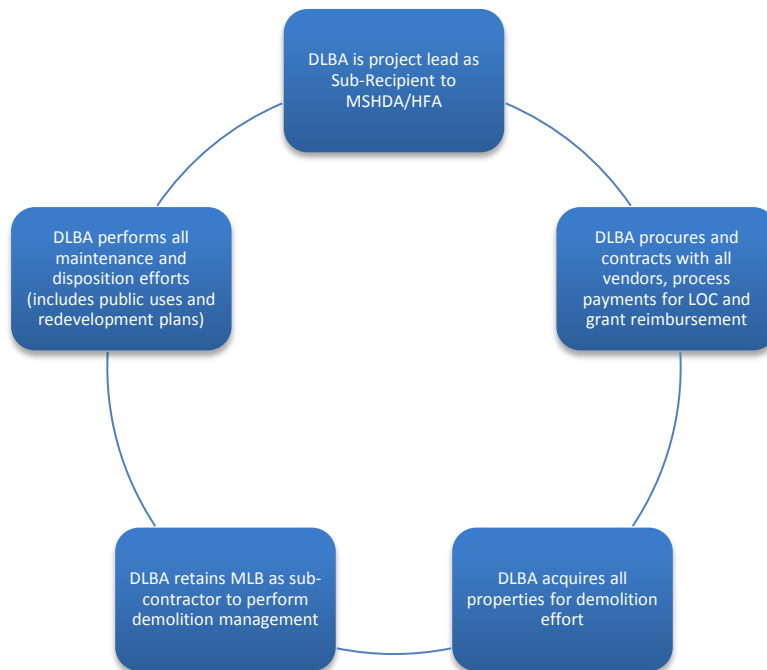 DLBA is project lead as
Sub-Recipient to
MSHDA/HFA
DLBA procures and
contracts with all
vendors, process
payments for LOC and
grant reimbursement
DLBA acquires all
properties for demolition
effort
DLBA retains MLB as sub-
contractor to perform
demolition management
DLBA performs all
maintenance and
disposition efforts
(includes public uses and
redevelopment plans)